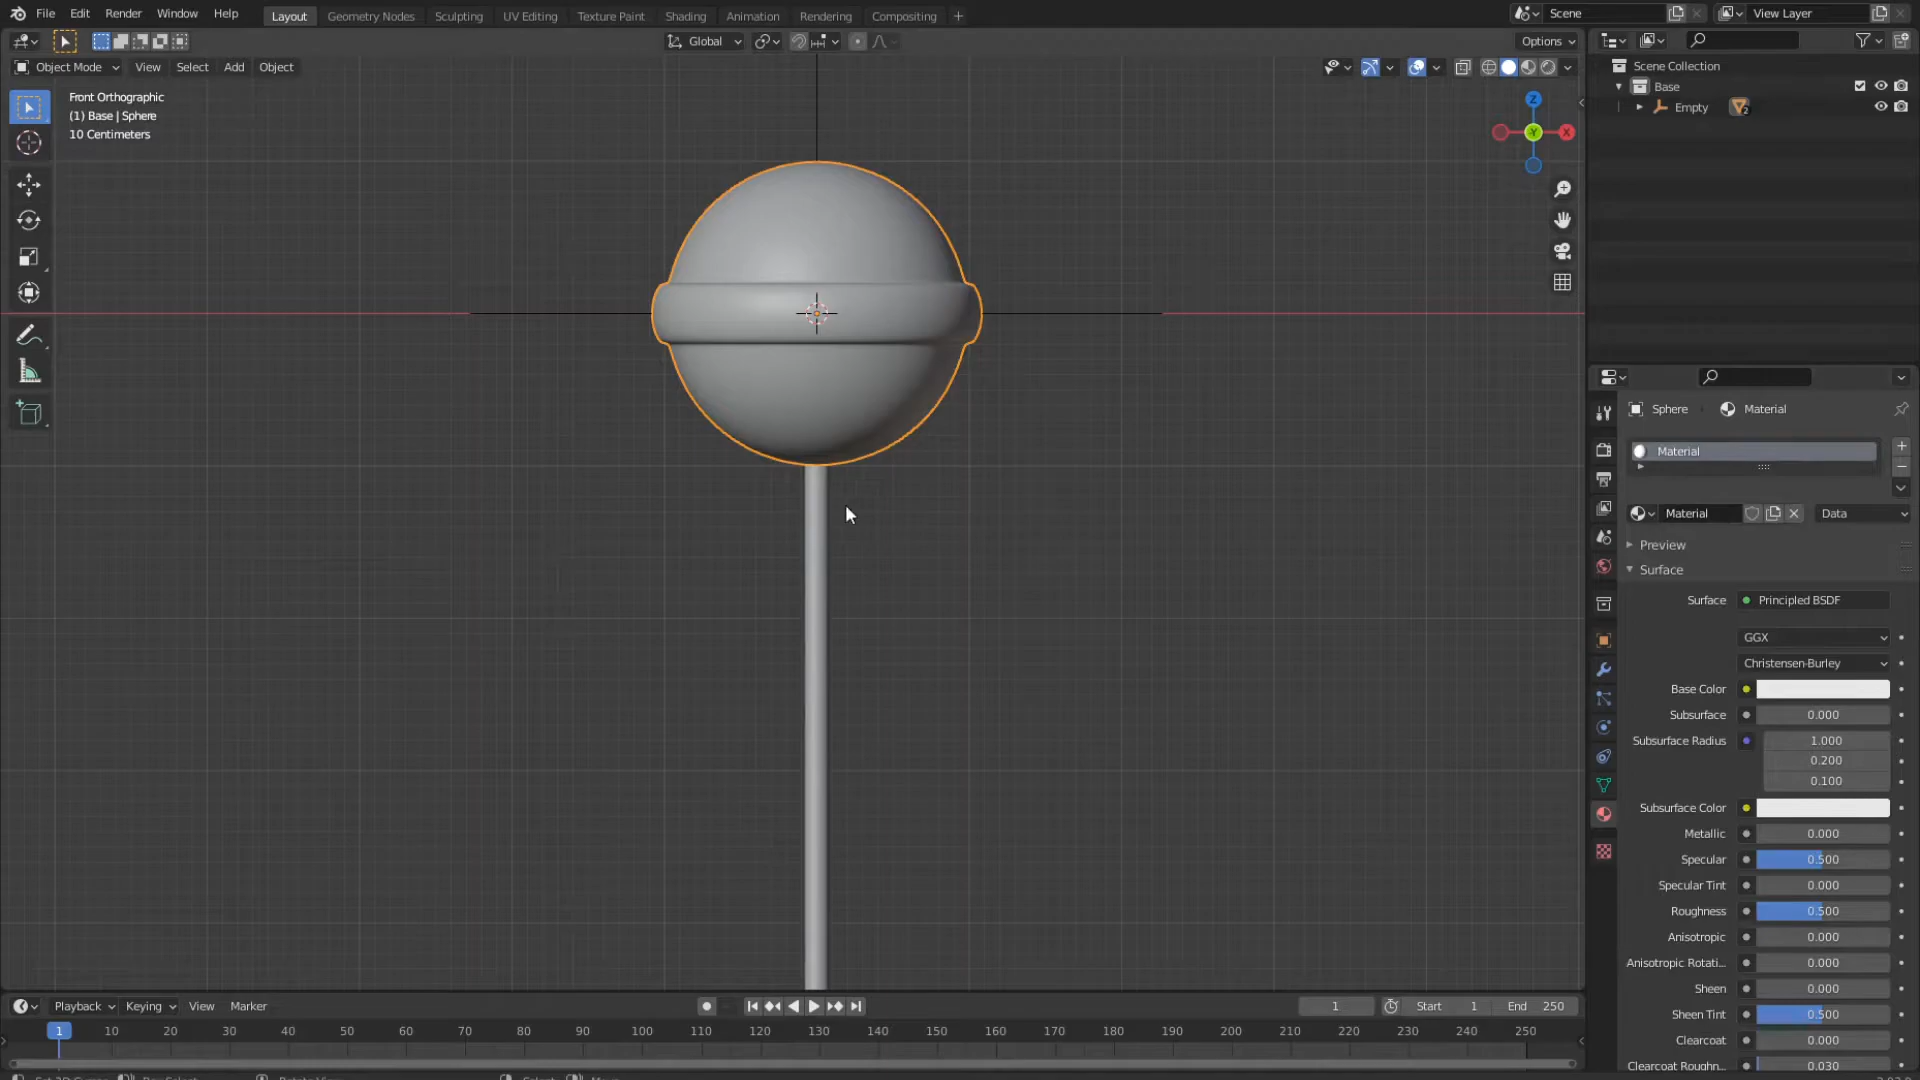 File Edit Render Window Help Layout Geometry Nodes Sculpting UV Editing Texture Paint Shading Animation Rendering Compositing + Scene View Layer
Global Options
Object Mode View Select Add Object
Front Orthographic
(1) Base | Sphere
10 Centimeters
Z
Y
X
Scene Collection
Base
Empty 2
Sphere Material
Material
Material Data
Preview
Surface
Surface Principled BSDF
GGX
Christensen-Burley
Base Color
Subsurface 0.000
Subsurface Radius 1.000
0.200
0.100
Subsurface Color
Metallic 0.000
Specular 0.500
Specular Tint 0.000
Roughness 0.500
Anisotropic 0.000
Anisotropic Rotati... 0.000
Sheen 0.000
Sheen Tint 0.500
Clearcoat 0.000
Clearcoat Roughn... 0.030
Playback Keying View Marker 1 Start 1 End 250
1 10 20 30 40 50 60 70 80 90 100 110 120 130 140 150 160 170 180 190 200 210 220 230 240 250